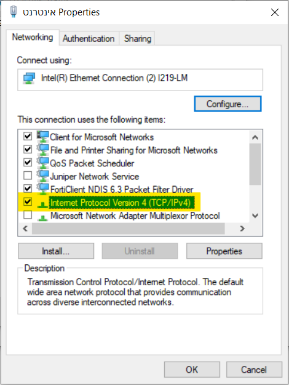 אינטרנט Properties
Networking
Authentication
Sharing
Connect using:
Intel(R) Ethernet Connection (2) I219-LM
Configure...
This connection uses the following items:
Client for Microsoft Networks
File and Printer Sharing for Microsoft Networks
QoS Packet Scheduler
Juniper Network Service
FortiClient NDIS 6.3 Packet Filter Driver
Internet Protocol Version 4 (TCP/IPv4)
Microsoft Network Adapter Multiplexor Protocol
Install...
Uninstall
Properties
Description
Transmission Control Protocol/Internet Protocol. The default
wide area network protocol that provides communication
across diverse interconnected networks.
OK
Cancel